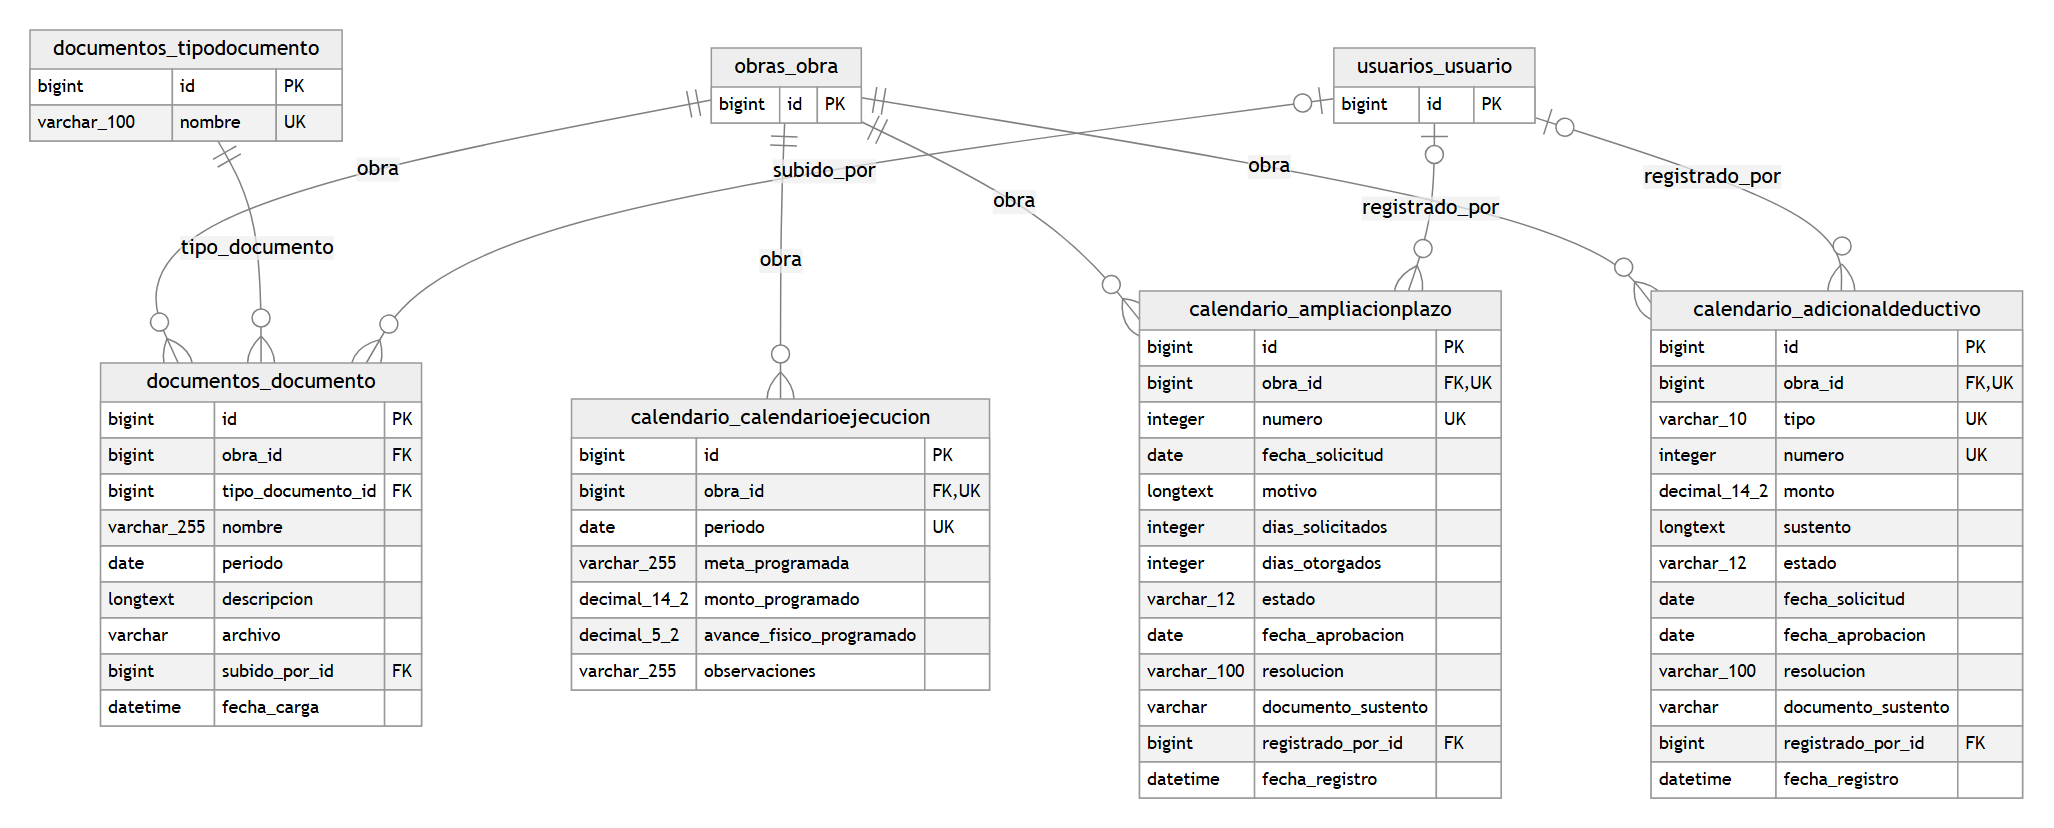 documentos_tipodocumento
bigint id PK
varchar_100 nombre UK
obras_obra
bigint id PK
usuarios_usuario
bigint id PK
obra
subido_por
obra
registrado_por
obra
registrado_por
tipo_documento
obra
documentos_documento
bigint id PK
bigint obra_id FK
bigint tipo_documento_id FK
varchar_255 nombre
date periodo
longtext descripcion
varchar archivo
bigint subido_por_id FK
datetime fecha_carga
calendario_calendarioejecucion
bigint id PK
bigint obra_id FK,UK
date periodo UK
varchar_255 meta_programada
decimal_14_2 monto_programado
decimal_5_2 avance_fisico_programado
varchar_255 observaciones
calendario_ampliacionplazo
bigint id PK
bigint obra_id FK,UK
integer numero UK
date fecha_solicitud
longtext motivo
integer dias_solicitados
integer dias_otorgados
varchar_12 estado
date fecha_aprobacion
varchar_100 resolucion
varchar documento_sustento
bigint registrado_por_id FK
datetime fecha_registro
calendario_adicionaldeductivo
bigint id PK
bigint obra_id FK,UK
varchar_10 tipo UK
integer numero UK
decimal_14_2 monto
longtext sustento
varchar_12 estado
date fecha_solicitud
date fecha_aprobacion
varchar_100 resolucion
varchar documento_sustento
bigint registrado_por_id FK
datetime fecha_registro